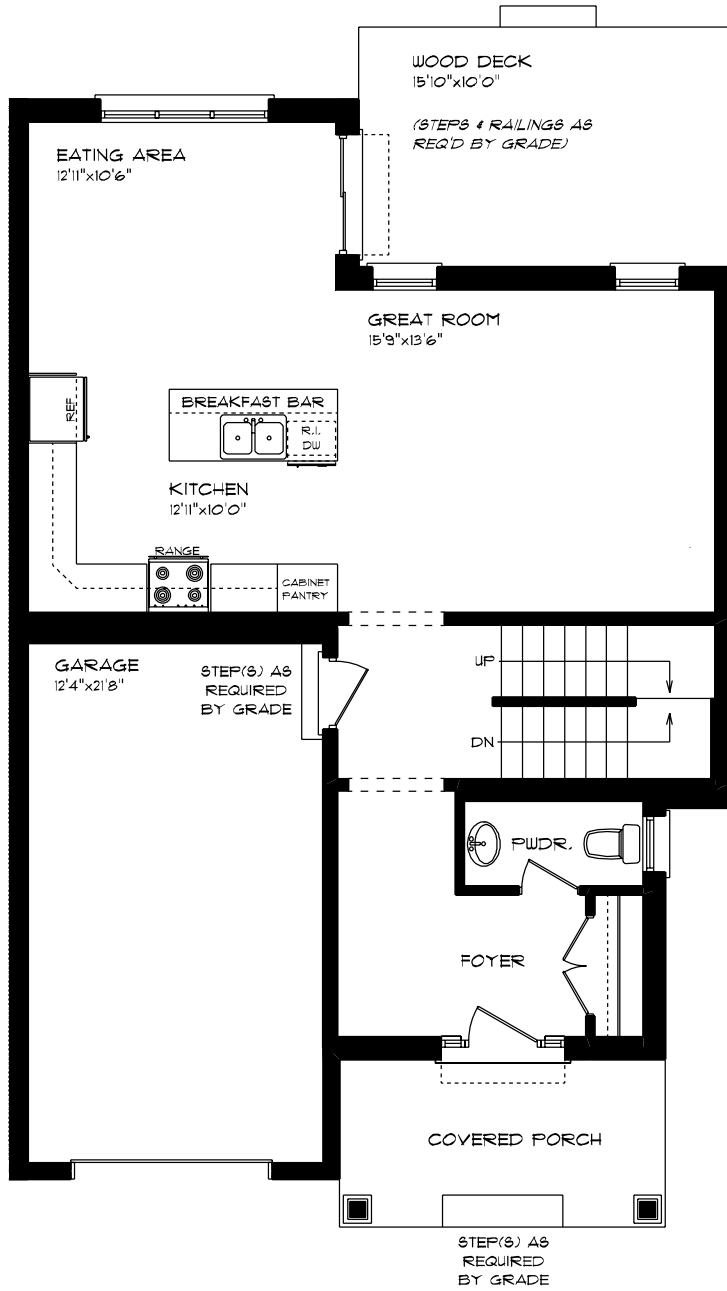 WOOD DECK
15'10"x10'0"
(STEPS & RAILINGS AS
REQ'D BY GRADE)
EATING AREA
12'11"x10'6"
GREAT ROOM
15'9"x13'6"
REF
BREAKFAST BAR
R.I.
DW
KITCHEN
12'11"x10'0"
RANGE
CABINET
PANTRY
GARAGE
12'4"x21'8"
STEP(S) AS
REQUIRED
BY GRADE
UP
DN
PWDR.
FOYER
COVERED PORCH
STEP(S) AS
REQUIRED
BY GRADE